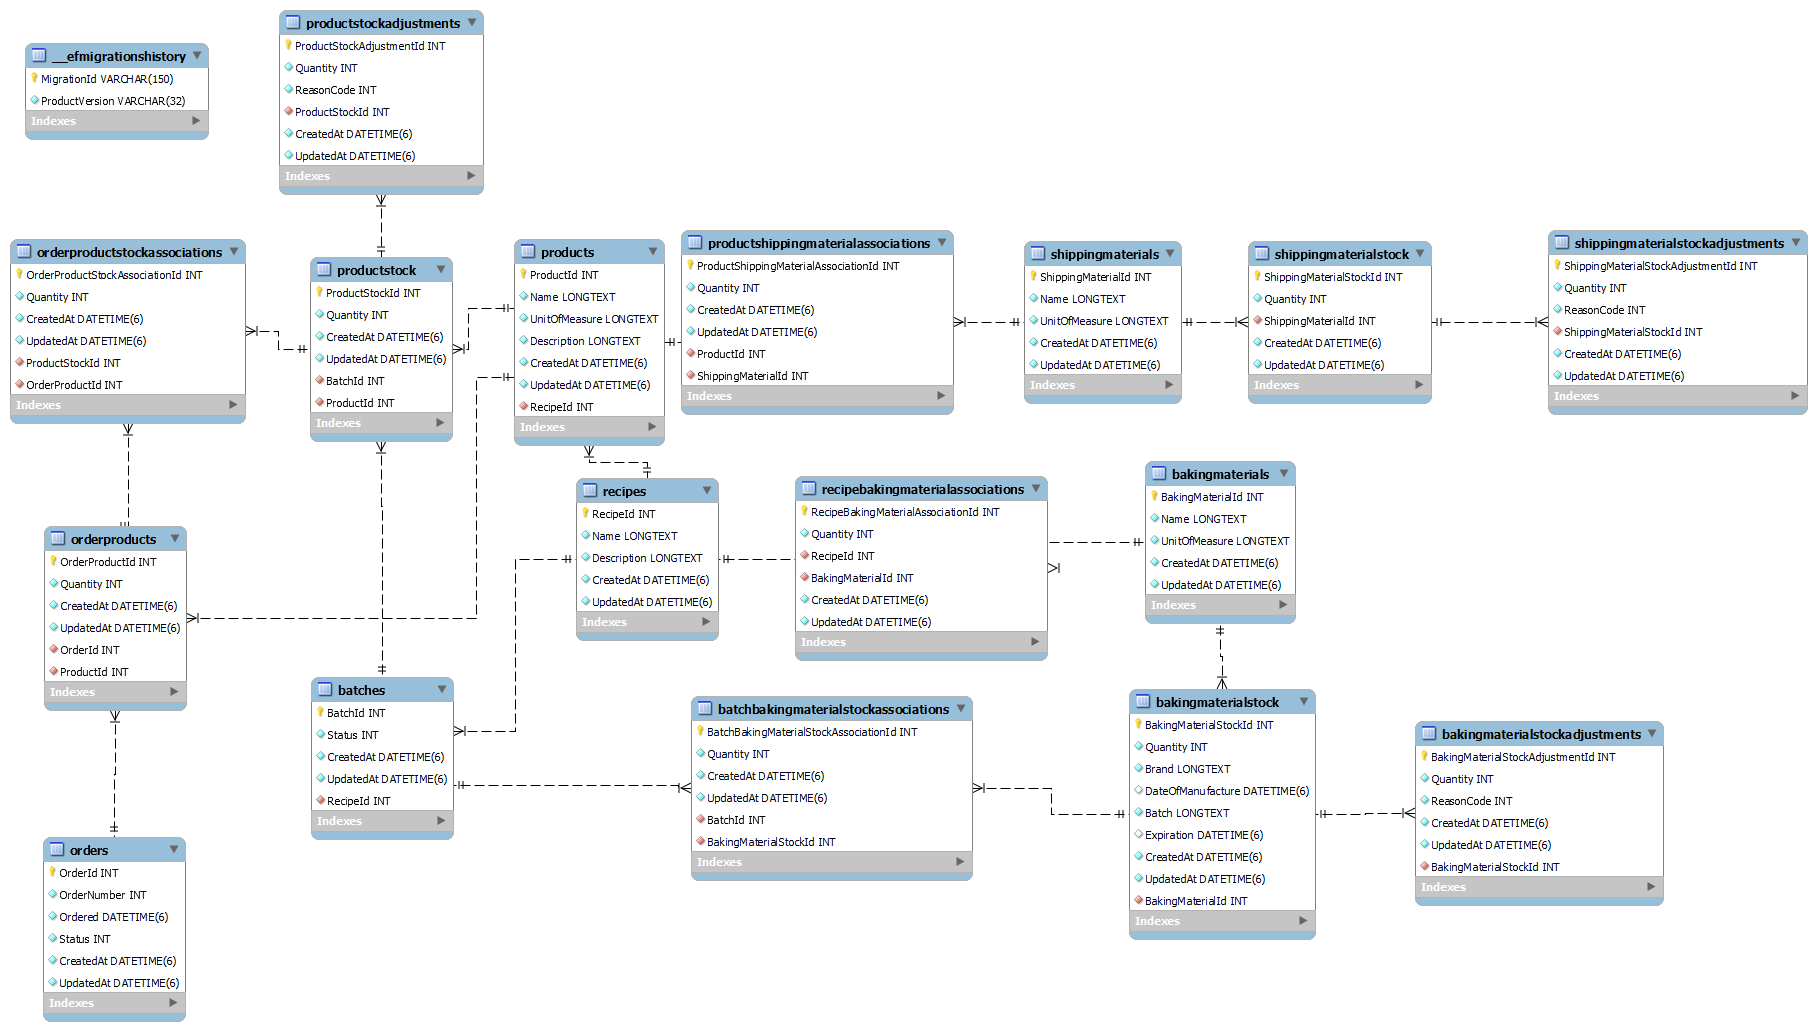 __efmigrationshistory
MigrationId VARCHAR(150)
ProductVersion VARCHAR(32)
Indexes
productstockadjustments
ProductStockAdjustmentId INT
Quantity INT
ReasonCode INT
ProductStockId INT
CreatedAt DATETIME(6)
UpdatedAt DATETIME(6)
Indexes
orderproductstockassociations
OrderProductStockAssociationId INT
Quantity INT
CreatedAt DATETIME(6)
UpdatedAt DATETIME(6)
ProductStockId INT
OrderProductId INT
Indexes
productstock
ProductStockId INT
Quantity INT
CreatedAt DATETIME(6)
UpdatedAt DATETIME(6)
BatchId INT
ProductId INT
Indexes
products
ProductId INT
Name LONGTEXT
UnitOfMeasure LONGTEXT
Description LONGTEXT
CreatedAt DATETIME(6)
UpdatedAt DATETIME(6)
RecipeId INT
Indexes
productshippingmaterialassociations
ProductShippingMaterialAssociationId INT
Quantity INT
CreatedAt DATETIME(6)
UpdatedAt DATETIME(6)
ProductId INT
ShippingMaterialId INT
Indexes
shippingmaterials
ShippingMaterialId INT
Name LONGTEXT
UnitOfMeasure LONGTEXT
CreatedAt DATETIME(6)
UpdatedAt DATETIME(6)
Indexes
shippingmaterialstock
ShippingMaterialStockId INT
Quantity INT
ShippingMaterialId INT
CreatedAt DATETIME(6)
UpdatedAt DATETIME(6)
Indexes
shippingmaterialstockadjustments
ShippingMaterialStockAdjustmentId INT
Quantity INT
ReasonCode INT
ShippingMaterialStockId INT
CreatedAt DATETIME(6)
UpdatedAt DATETIME(6)
Indexes
orderproducts
OrderProductId INT
Quantity INT
CreatedAt DATETIME(6)
UpdatedAt DATETIME(6)
OrderId INT
ProductId INT
Indexes
recipes
RecipeId INT
Name LONGTEXT
Description LONGTEXT
CreatedAt DATETIME(6)
UpdatedAt DATETIME(6)
Indexes
recipebakingmaterialassociations
RecipeBakingMaterialAssociationId INT
Quantity INT
RecipeId INT
BakingMaterialId INT
CreatedAt DATETIME(6)
UpdatedAt DATETIME(6)
Indexes
bakingmaterials
BakingMaterialId INT
Name LONGTEXT
UnitOfMeasure LONGTEXT
CreatedAt DATETIME(6)
UpdatedAt DATETIME(6)
Indexes
batches
BatchId INT
Status INT
CreatedAt DATETIME(6)
UpdatedAt DATETIME(6)
RecipeId INT
Indexes
batchbakingmaterialstockassociations
BatchBakingMaterialStockAssociationId INT
Quantity INT
CreatedAt DATETIME(6)
UpdatedAt DATETIME(6)
BatchId INT
BakingMaterialStockId INT
Indexes
bakingmaterialstock
BakingMaterialStockId INT
Quantity INT
Brand LONGTEXT
DateOfManufacture DATETIME(6)
Batch LONGTEXT
Expiration DATETIME(6)
CreatedAt DATETIME(6)
UpdatedAt DATETIME(6)
BakingMaterialId INT
Indexes
bakingmaterialstockadjustments
BakingMaterialStockAdjustmentId INT
Quantity INT
ReasonCode INT
CreatedAt DATETIME(6)
UpdatedAt DATETIME(6)
BakingMaterialStockId INT
Indexes
orders
OrderId INT
OrderNumber INT
Ordered DATETIME(6)
Status INT
CreatedAt DATETIME(6)
UpdatedAt DATETIME(6)
Indexes